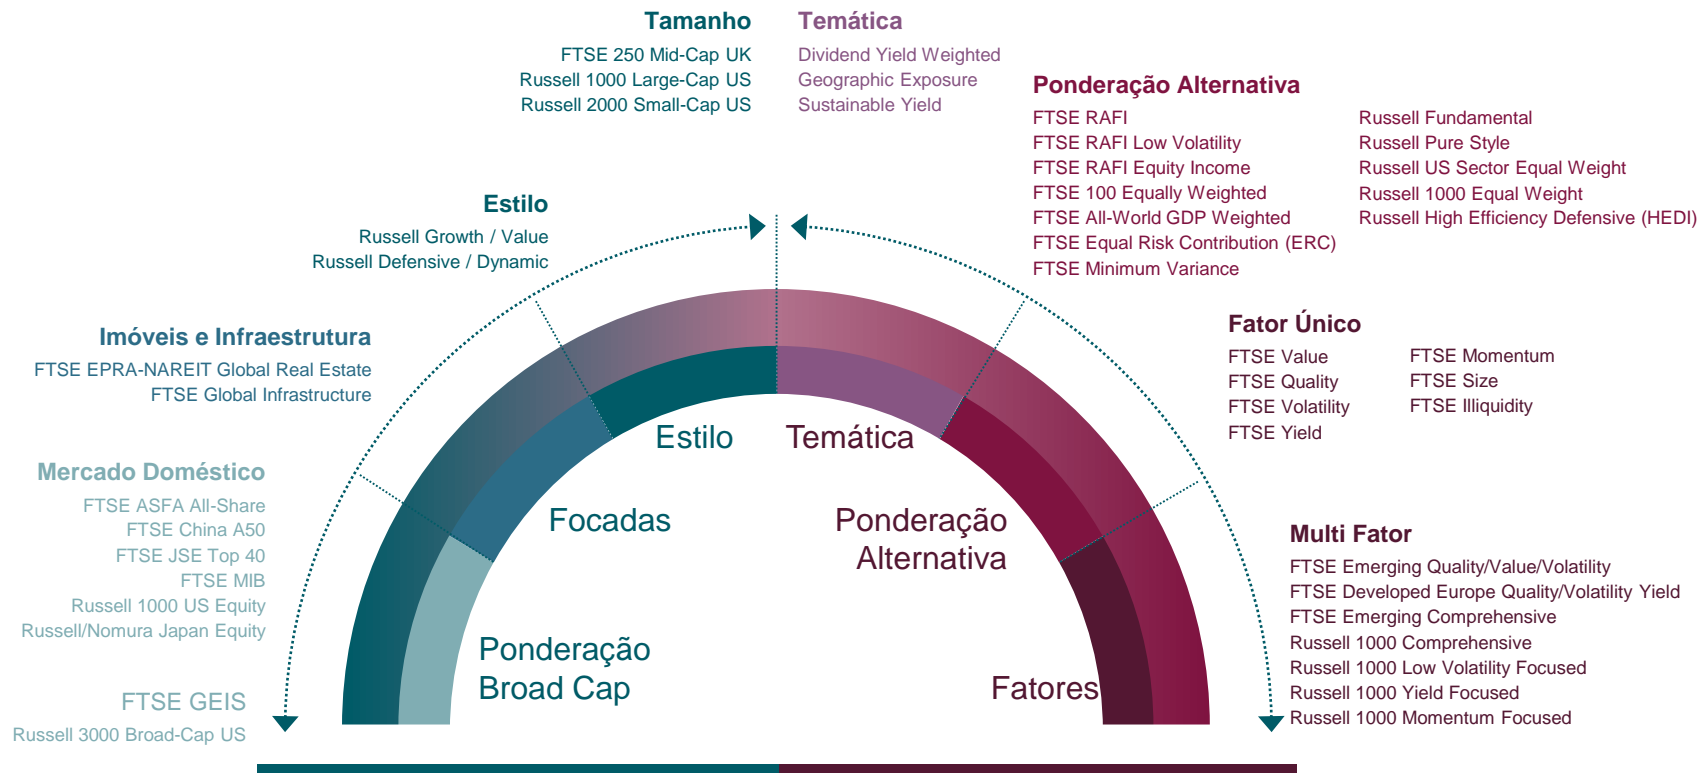 Tamanho
FTSE 250 Mid-Cap UK
Russell 1000 Large-Cap US
Russell 2000 Small-Cap US
Temática
Dividend Yield Weighted
Geographic Exposure
Sustainable Yield
Ponderação Alternativa
FTSE RAFI
FTSE RAFI Low Volatility
FTSE RAFI Equity Income
FTSE 100 Equally Weighted
FTSE All-World GDP Weighted
FTSE Equal Risk Contribution (ERC)
FTSE Minimum Variance
Russell Fundamental
Russell Pure Style
Russell US Sector Equal Weight
Russell 1000 Equal Weight
Russell High Efficiency Defensive (HEDI)
Estilo
Russell Growth / Value
Russell Defensive / Dynamic
Imóveis e Infraestrutura
FTSE EPRA-NAREIT Global Real Estate
FTSE Global Infrastructure
Fator Único
FTSE Value
FTSE Quality
FTSE Volatility
FTSE Yield
FTSE Momentum
FTSE Size
FTSE Illiquidity
Mercado Doméstico
FTSE ASFA All-Share
FTSE China A50
FTSE JSE Top 40
FTSE MIB
Russell 1000 US Equity
Russell/Nomura Japan Equity
FTSE GEIS
Russell 3000 Broad-Cap US
Estilo
Temática
Focadas
Ponderação
Alternativa
Ponderação
Broad Cap
Fatores
Multi Fator
FTSE Emerging Quality/Value/Volatility
FTSE Developed Europe Quality/Volatility Yield
FTSE Emerging Comprehensive
Russell 1000 Comprehensive
Russell 1000 Low Volatility Focused
Russell 1000 Yield Focused
Russell 1000 Momentum Focused